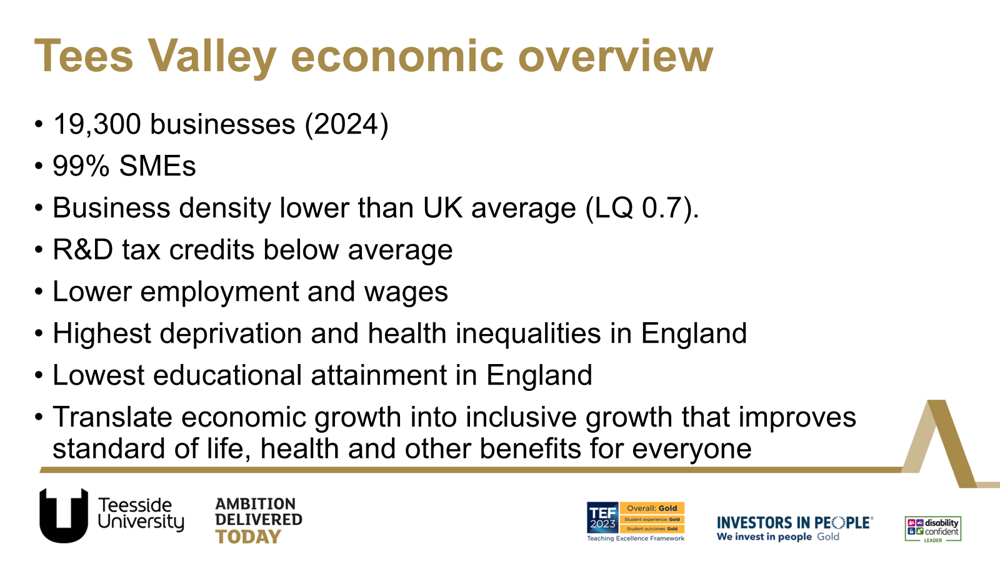 Tees Valley economic overview
• 19,300 businesses (2024)
• 99% SMEs
• Business density lower than UK average (LQ 0.7).
• R&D tax credits below average
• Lower employment and wages
• Highest deprivation and health inequalities in England
• Lowest educational attainment in England
• Translate economic growth into inclusive growth that improves
standard of life, health and other benefits for everyone
Teesside
University
AMBITION
DELIVERED
TODAY
TEF
2023
Overall: Gold
Student experience: Gold
Student outcomes: Gold
Teaching Excellence Framework
INVESTORS IN PEOPLE®
We invest in people Gold
disability
confident
LEADER